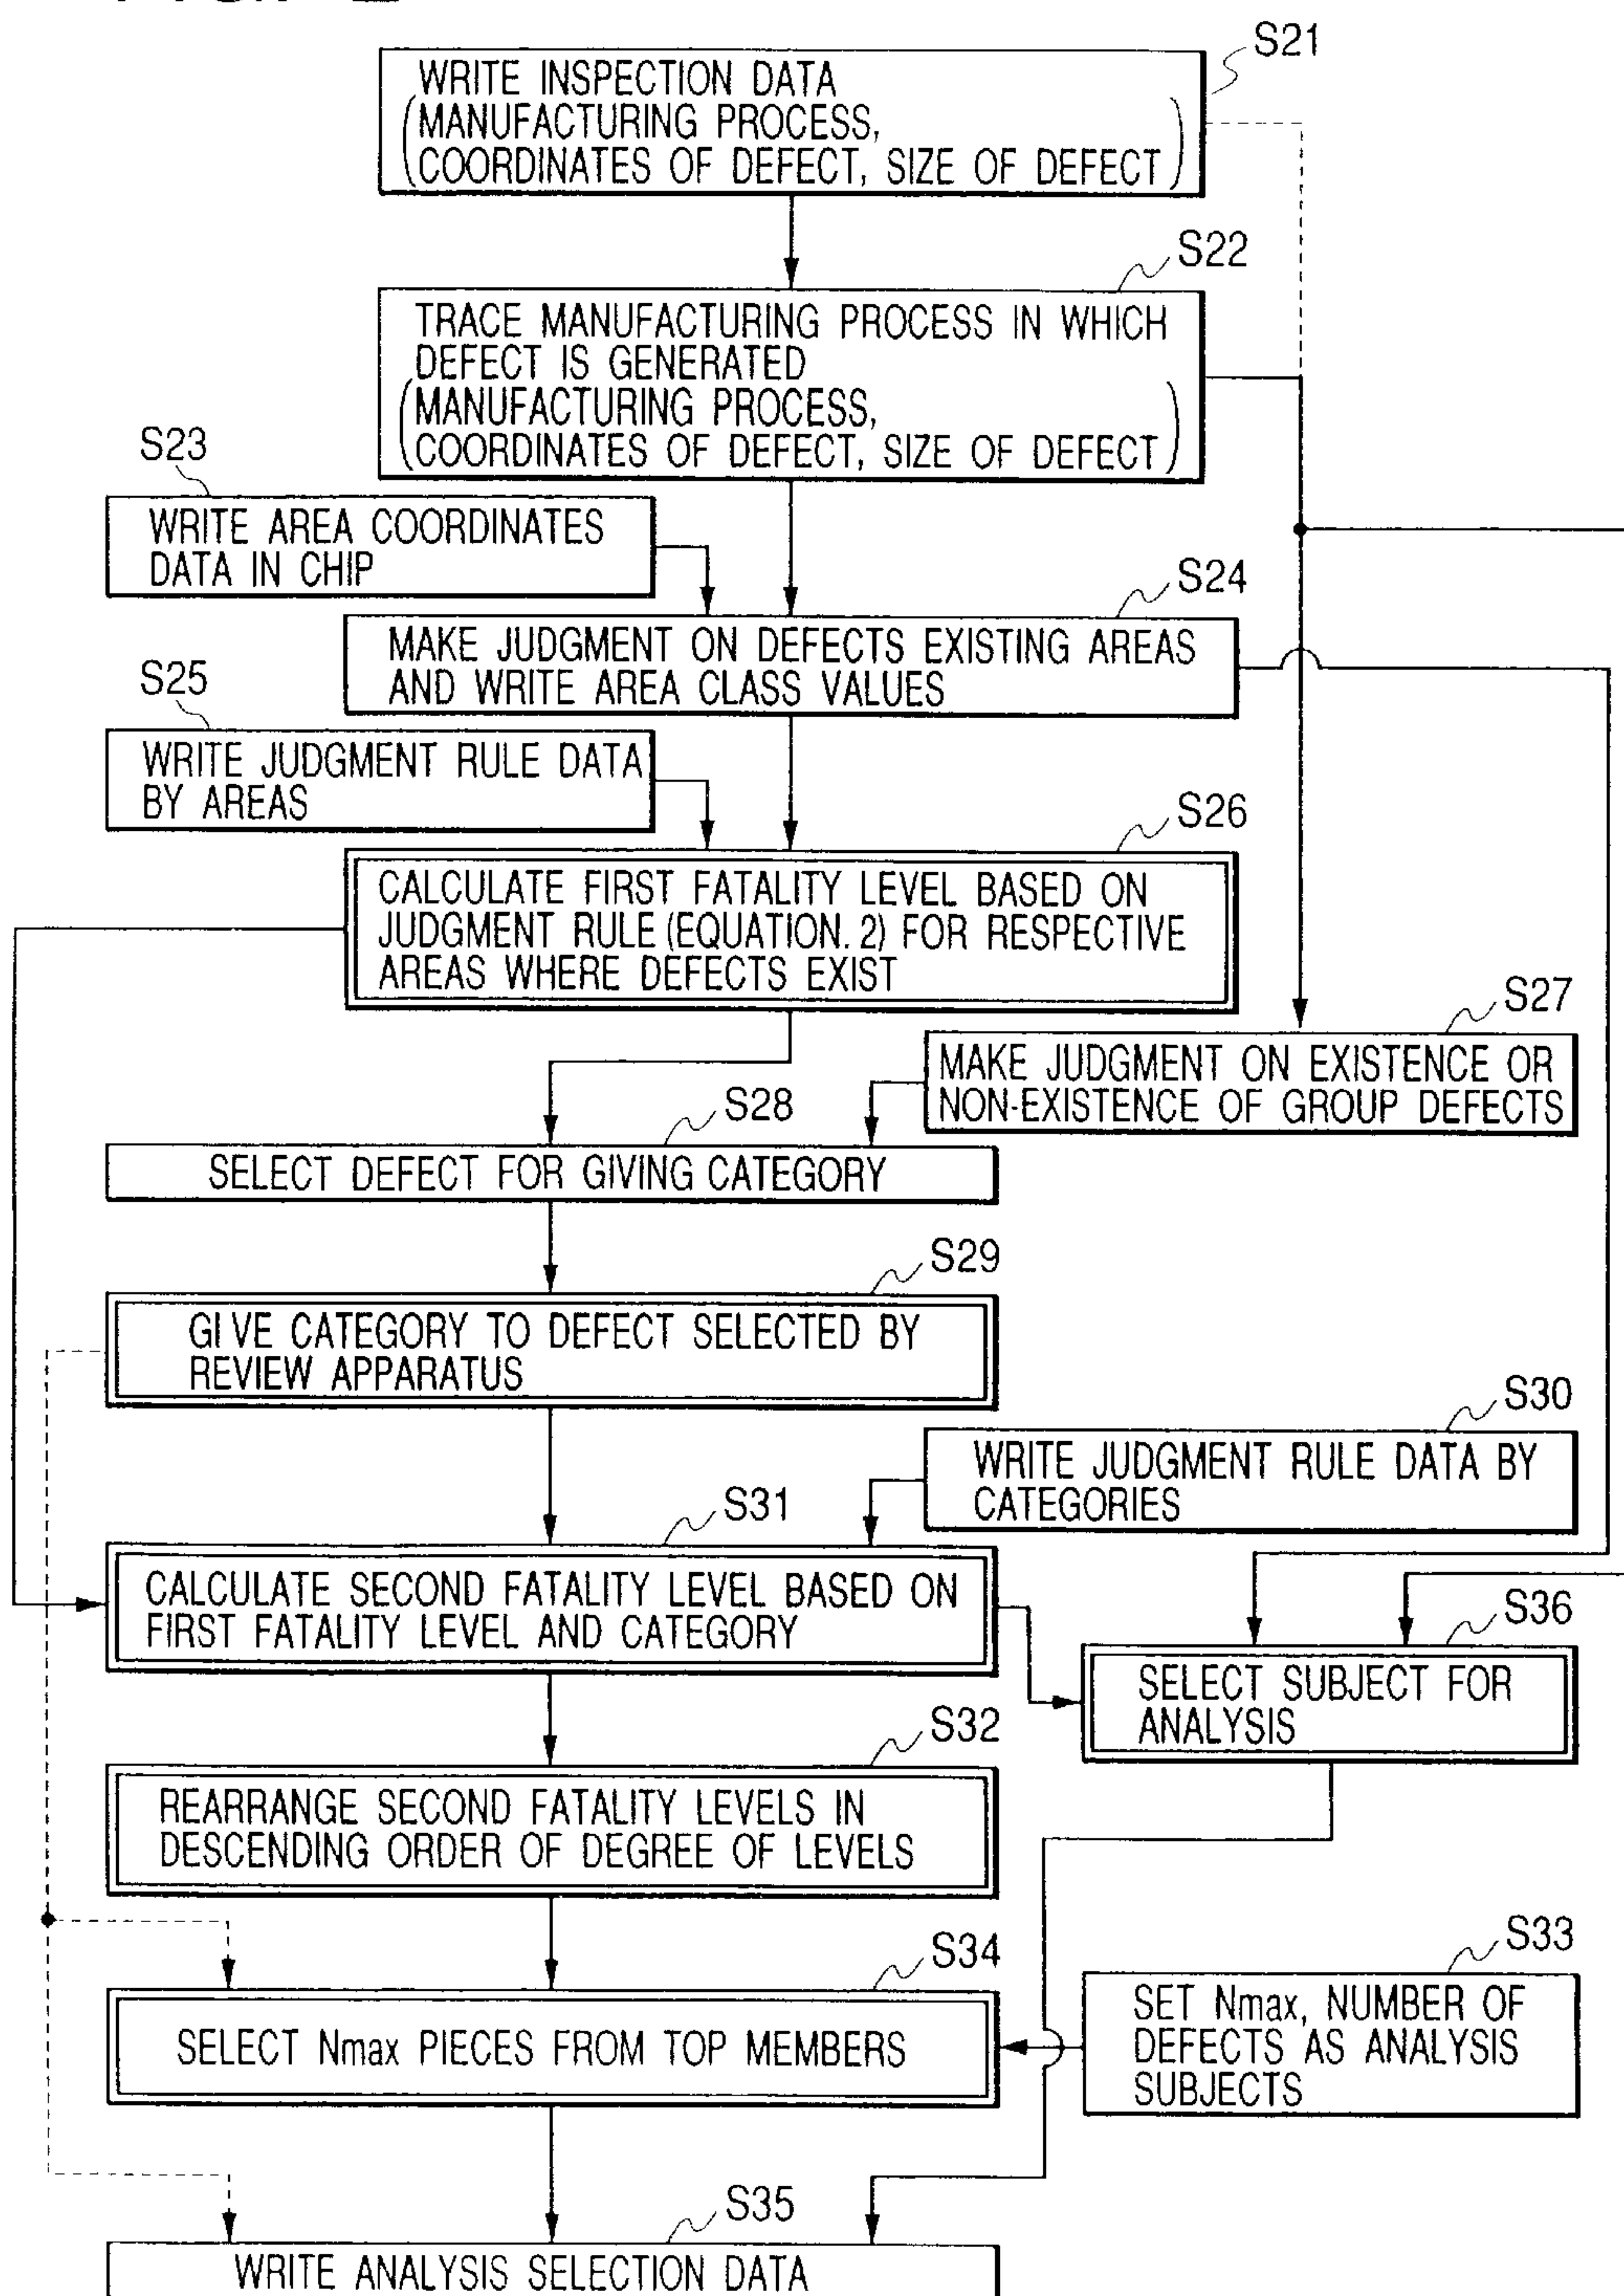 S21
WRITE INSPECTION DATA
(MANUFACTURING PROCESS,
COORDINATES OF DEFECT, SIZE OF DEFECT)
S22
TRACE MANUFACTURING PROCESS IN WHICH
DEFECT IS GENERATED
(MANUFACTURING PROCESS,
COORDINATES OF DEFECT, SIZE OF DEFECT)
S23
WRITE AREA COORDINATES
DATA IN CHIP
S24
MAKE JUDGMENT ON DEFECTS EXISTING AREAS
AND WRITE AREA CLASS VALUES
S25
WRITE JUDGMENT RULE DATA
BY AREAS
S26
CALCULATE FIRST FATALITY LEVEL BASED ON
JUDGMENT RULE (EQUATION. 2) FOR RESPECTIVE
AREAS WHERE DEFECTS EXIST
S27
MAKE JUDGMENT ON EXISTENCE OR
NON-EXISTENCE OF GROUP DEFECTS
S28
SELECT DEFECT FOR GIVING CATEGORY
S29
GIVE CATEGORY TO DEFECT SELECTED BY
REVIEW APPARATUS
S30
WRITE JUDGMENT RULE DATA BY
CATEGORIES
S31
CALCULATE SECOND FATALITY LEVEL BASED ON
FIRST FATALITY LEVEL AND CATEGORY
S36
SELECT SUBJECT FOR
ANALYSIS
S32
REARRANGE SECOND FATALITY LEVELS IN
DESCENDING ORDER OF DEGREE OF LEVELS
S33
SET Nmax, NUMBER OF
DEFECTS AS ANALYSIS
SUBJECTS
S34
SELECT Nmax PIECES FROM TOP MEMBERS
S35
WRITE ANALYSIS SELECTION DATA